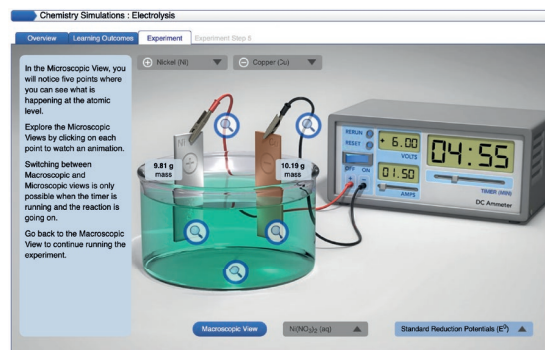 Chemistry Simulations : Electrolysis
Overview
Learning Outcomes
Experiment
Experiment Step 8
In the Microscopic View, you
will notice five points where
you can see what is
happening at the atomic
level.
Explore the Microscopic
Views by clicking on each
point to watch an animation.
Switching between
Macroscopic and
Microscopic views is only
possible when the timer is
running and the reaction is
going on.
Go back to the Macroscopic
View to continue running the
experiment.
Nickel (Ni)
Copper (Cu)
Ni
9.81 g
mass
10.19 g
mass
RERUN
RESET
OFF ON
+ 6.00
VOLTS
01.50
AMPS
04:55
TIMER (MIN)
DC Ammeter
Macroscopic View
Ni(NO₃)₂ (aq)
Standard Reduction Potentials (E⁰)